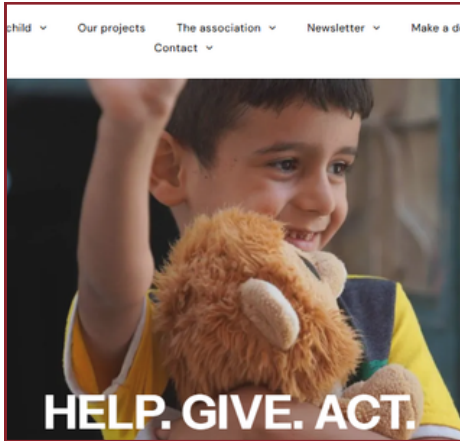 child Our projects The association Newsletter Make a
Contact
HELP. GIVE. ACT.